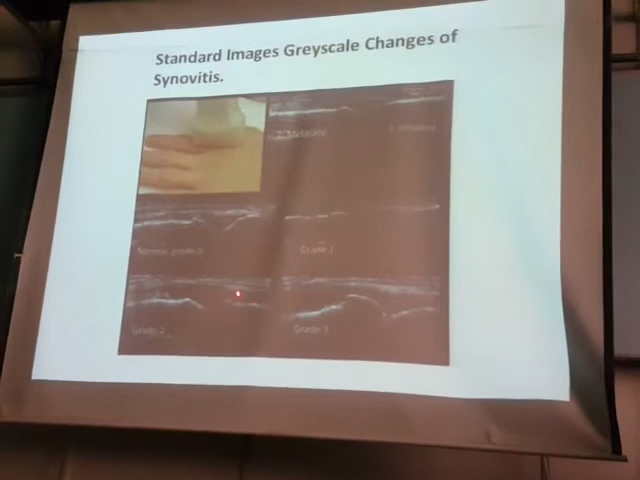 Standard Images Greyscale Changes of
Synovitis.
Grade 1
Grade 2
Grade 3